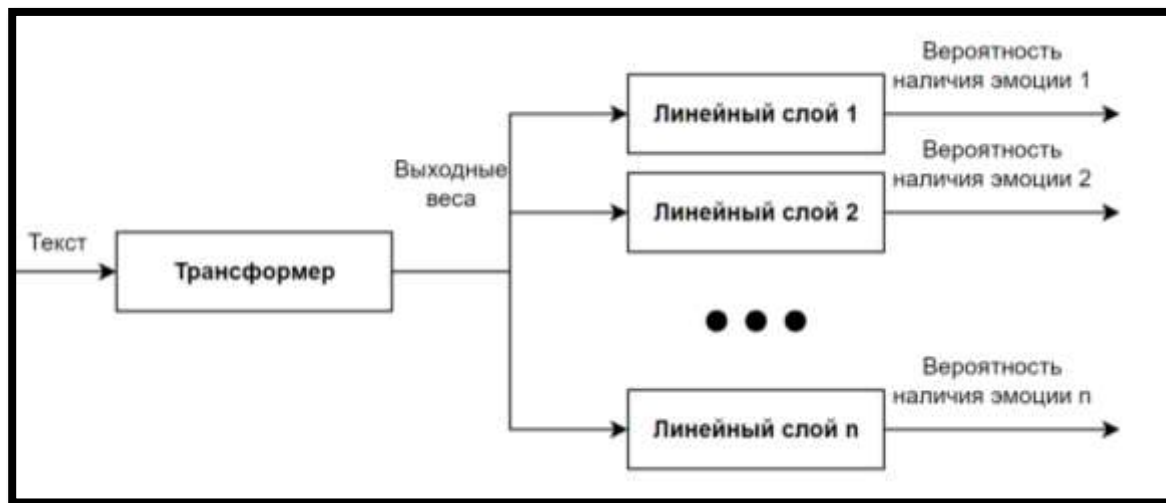 Вероятность
наличия эмоции 1
Линейный слой 1
Вероятность
наличия эмоции 2
Выходные
веса
Линейный слой 2
Текст
Трансформер
Вероятность
наличия эмоции n
Линейный слой n